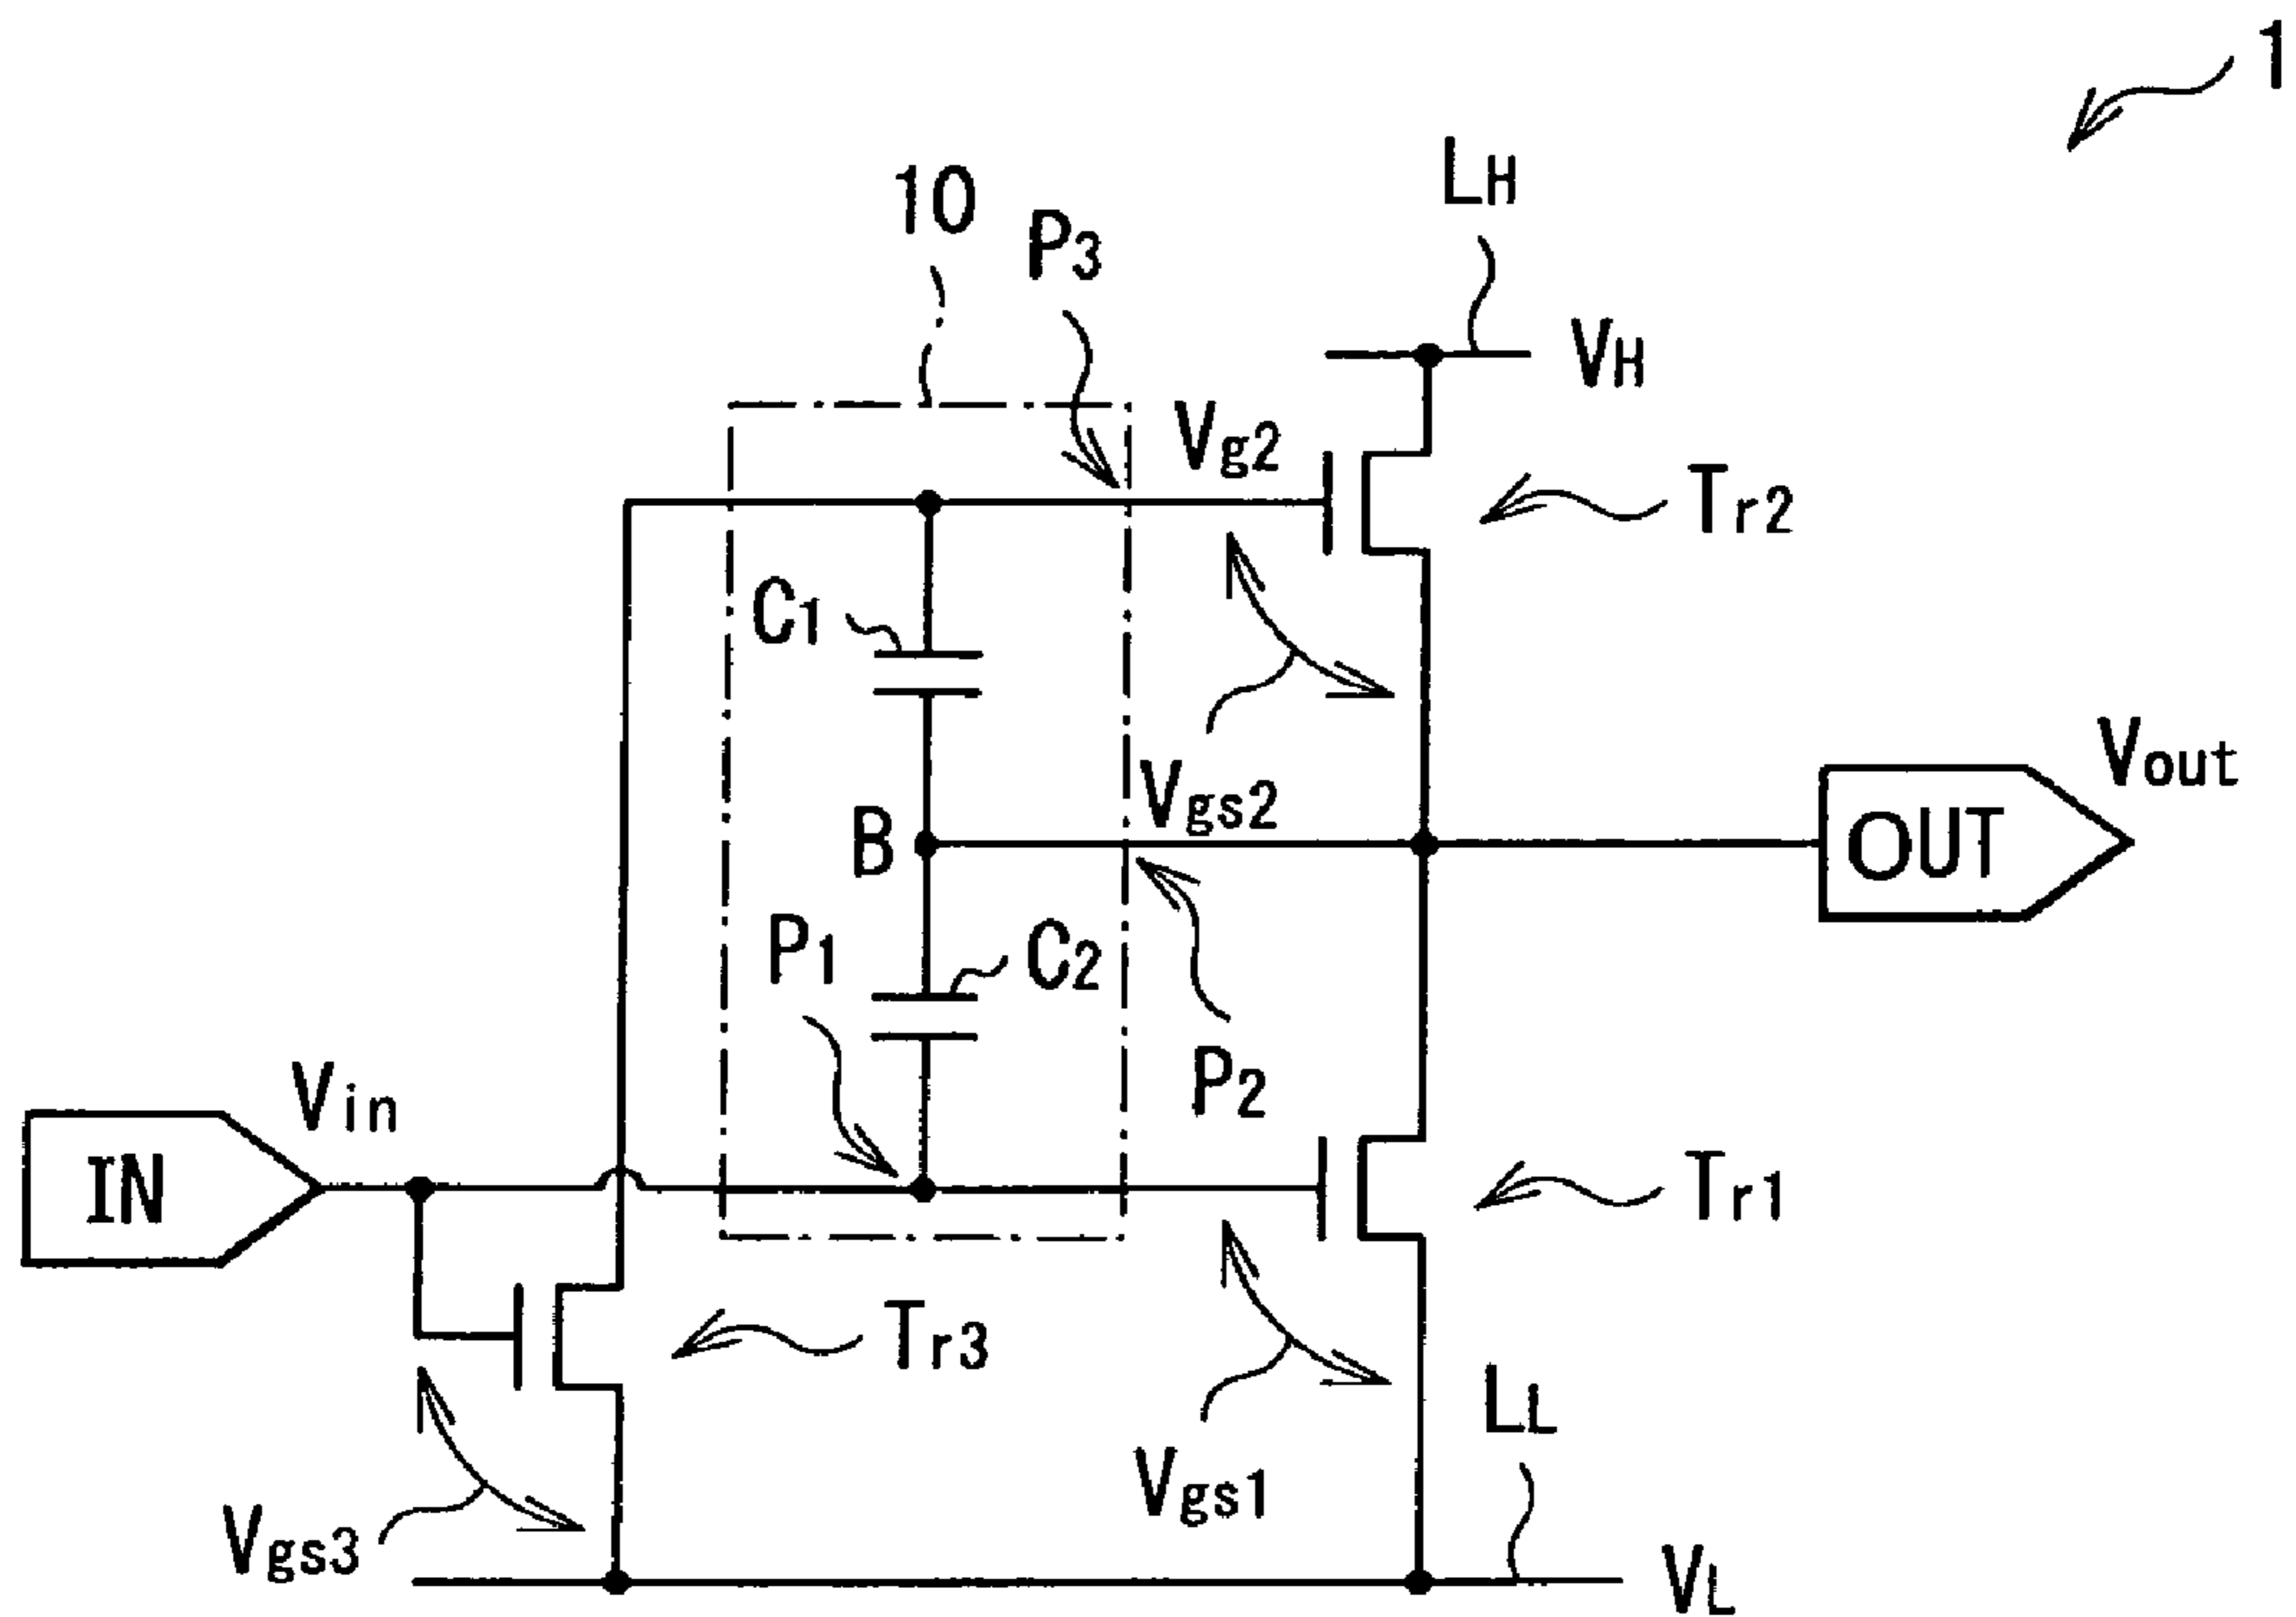 1
LH
10
P3
VH
Vg2
Tr2
C1
Vout
Vgs2
OUT
B
P1
C2
P2
Vin
IN
Tr1
Tr3
LL
Vgs1
Vgs3
VL